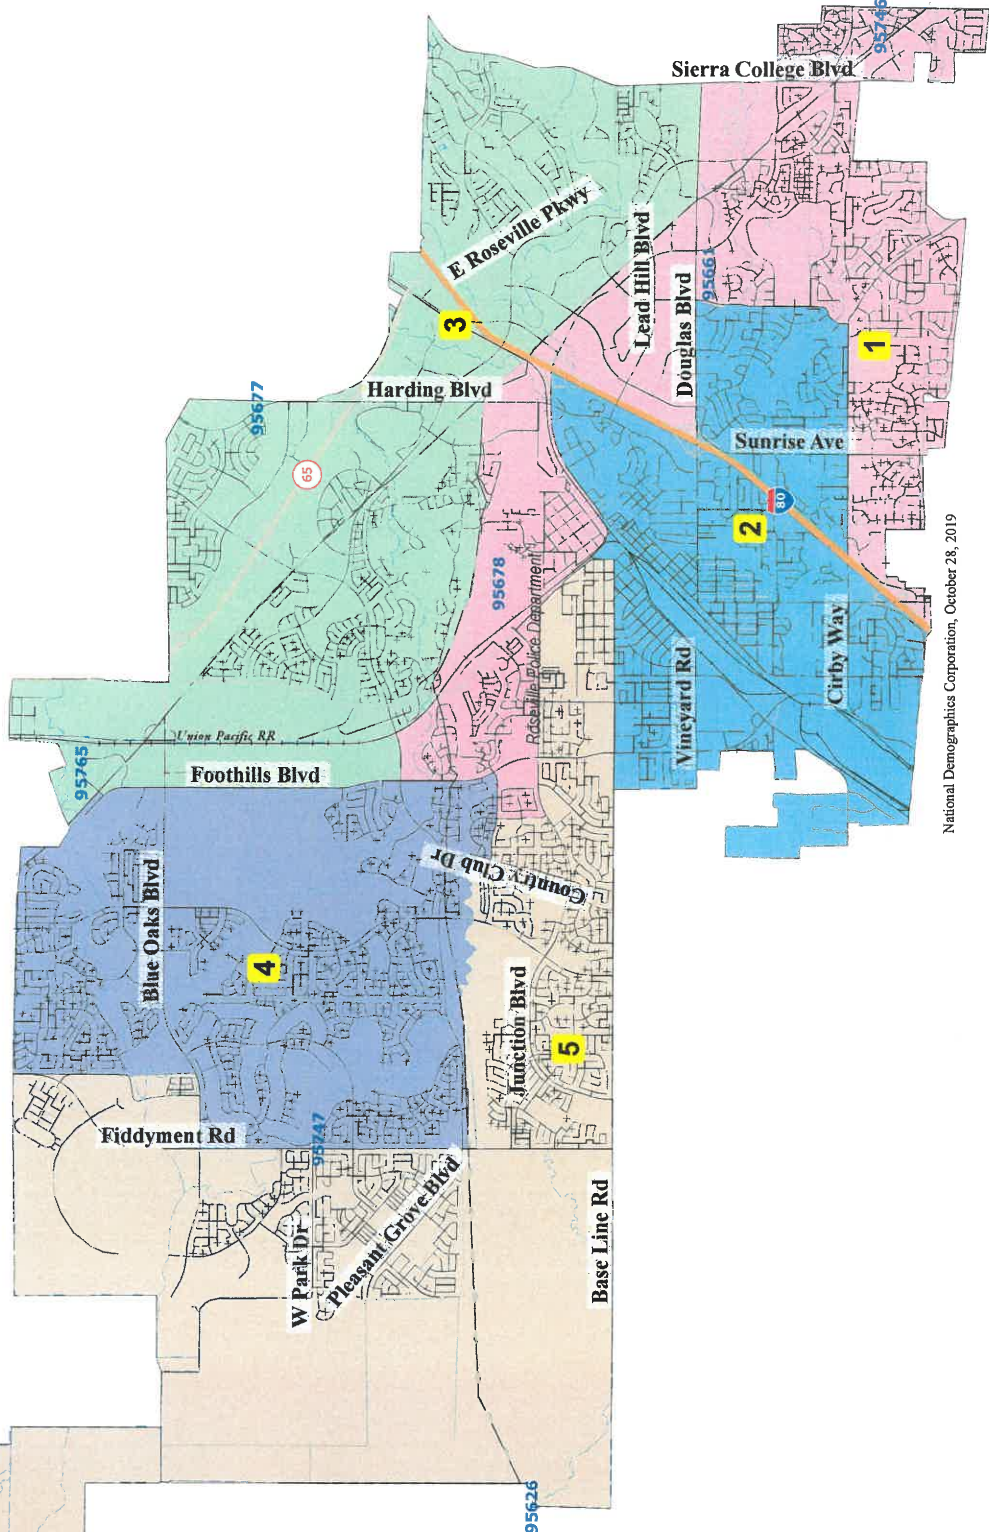 95746
Sierra College Blvd
E Roseville Pkwy
Lead Hill Blvd
95661
Douglas Blvd
3
1
95677
Harding Blvd
Sunrise Ave
65
80
2
95678
Roseville Police Department
Cirby Way
Vineyard Rd
Union Pacific RR
95765
Foothills Blvd
Country Club Dr
Blue Oaks Blvd
4
Junction Blvd
5
Fiddyment Rd
95747
Pleasant Grove Blvd
W Park Dr
Base Line Rd
95626
National Demographics Corporation, October 28, 2019